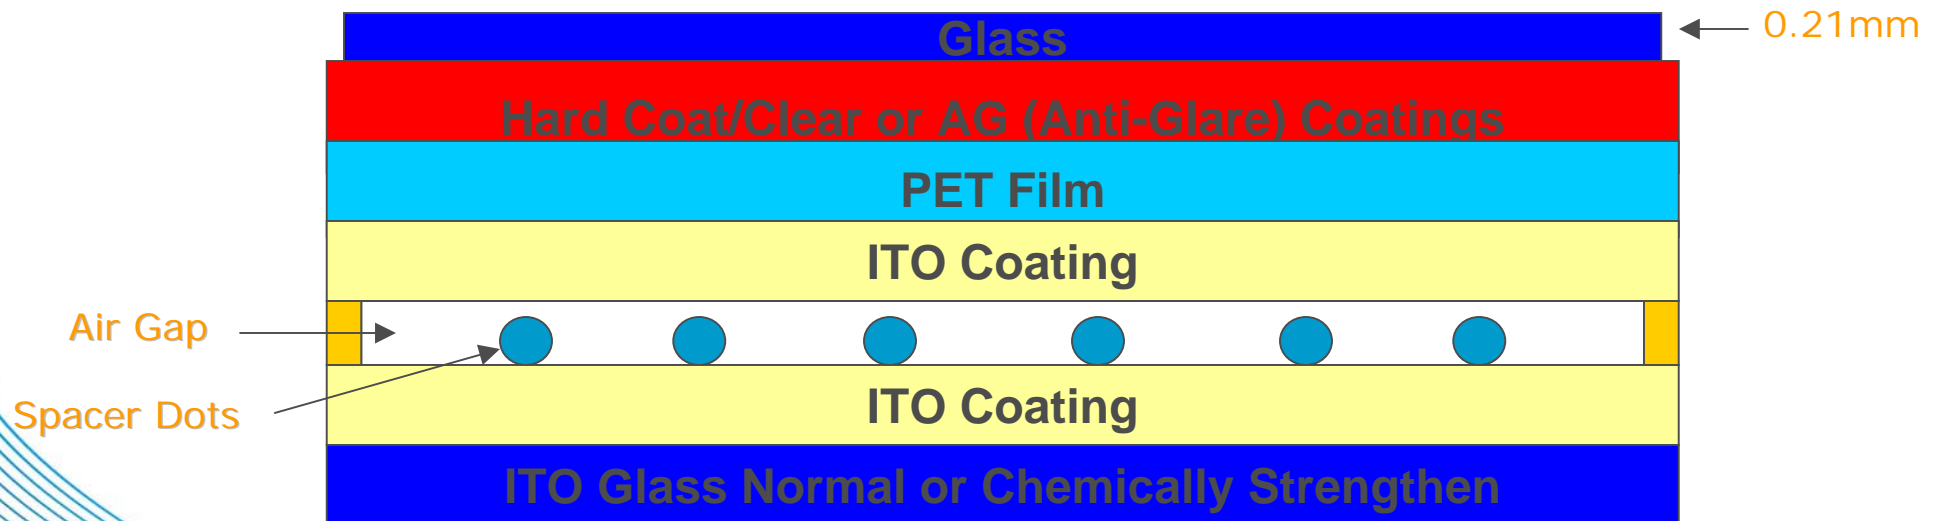 Glass
0.21mm
Hard Coat/Clear or AG (Anti-Glare) Coatings
PET Film
ITO Coating
Air Gap
Spacer Dots
ITO Coating
ITO Glass Normal or Chemically Strengthen